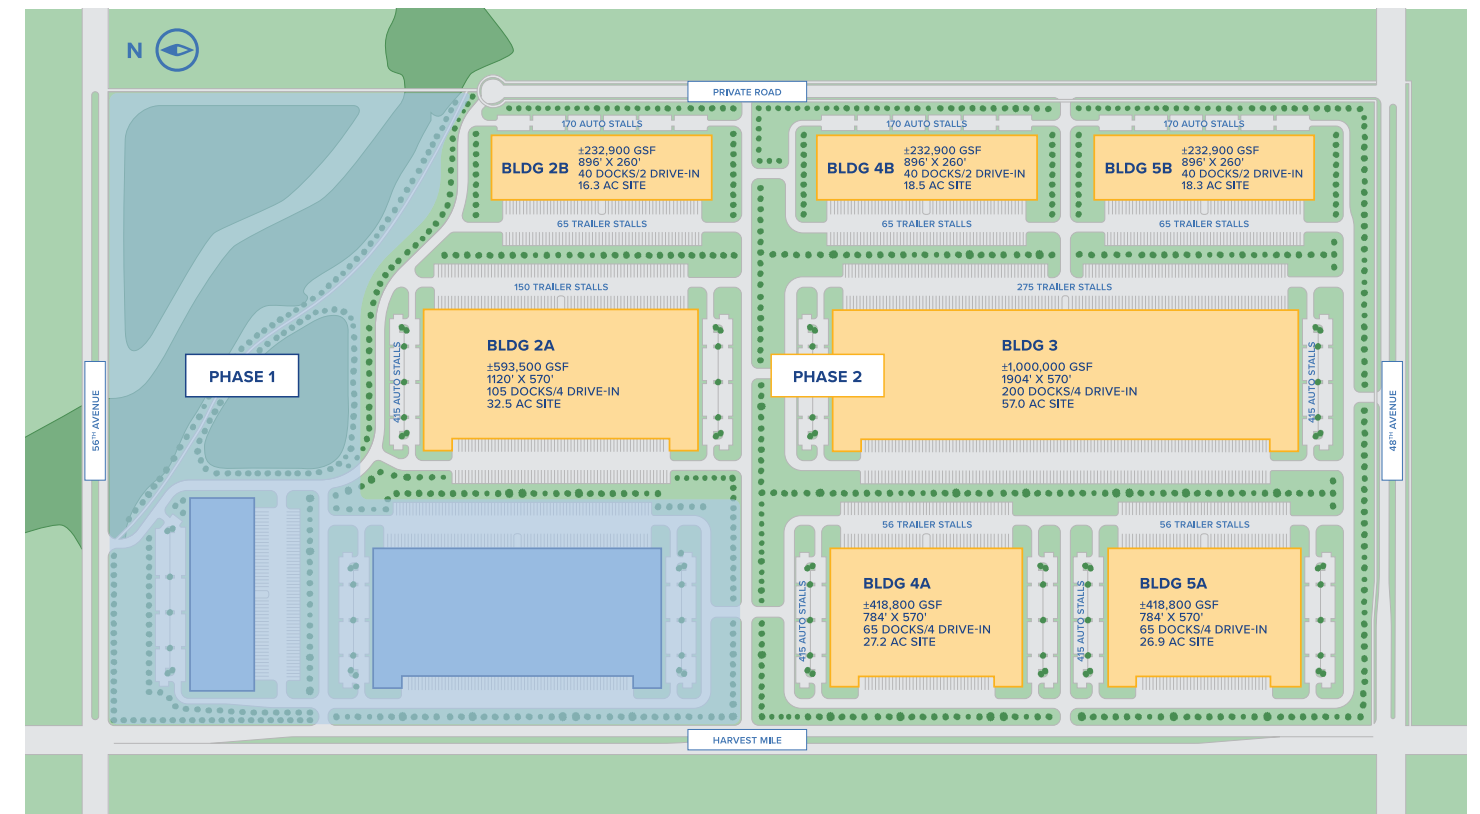 N
PRIVATE ROAD
170 AUTO STALLS
170 AUTO STALLS
170 AUTO STALLS
BLDG 2B
±232,900 GSF
896' X 260'
40 DOCKS/2 DRIVE-IN
16.3 AC SITE
BLDG 4B
±232,900 GSF
896' X 260'
40 DOCKS/2 DRIVE-IN
18.5 AC SITE
BLDG 5B
±232,900 GSF
896' X 260'
40 DOCKS/2 DRIVE-IN
18.3 AC SITE
65 TRAILER STALLS
65 TRAILER STALLS
65 TRAILER STALLS
150 TRAILER STALLS
275 TRAILER STALLS
56TH AVENUE
PHASE 1
415 AUTO STALLS
BLDG 2A
±593,500 GSF
1120' X 570'
105 DOCKS/4 DRIVE-IN
32.5 AC SITE
PHASE 2
BLDG 3
±1,000,000 GSF
1904' X 570'
200 DOCKS/4 DRIVE-IN
57.0 AC SITE
415 AUTO STALLS
48TH AVENUE
56 TRAILER STALLS
56 TRAILER STALLS
415 AUTO STALLS
BLDG 4A
±418,800 GSF
784' X 570'
65 DOCKS/4 DRIVE-IN
27.2 AC SITE
415 AUTO STALLS
BLDG 5A
±418,800 GSF
784' X 570'
65 DOCKS/4 DRIVE-IN
26.9 AC SITE
HARVEST MILE